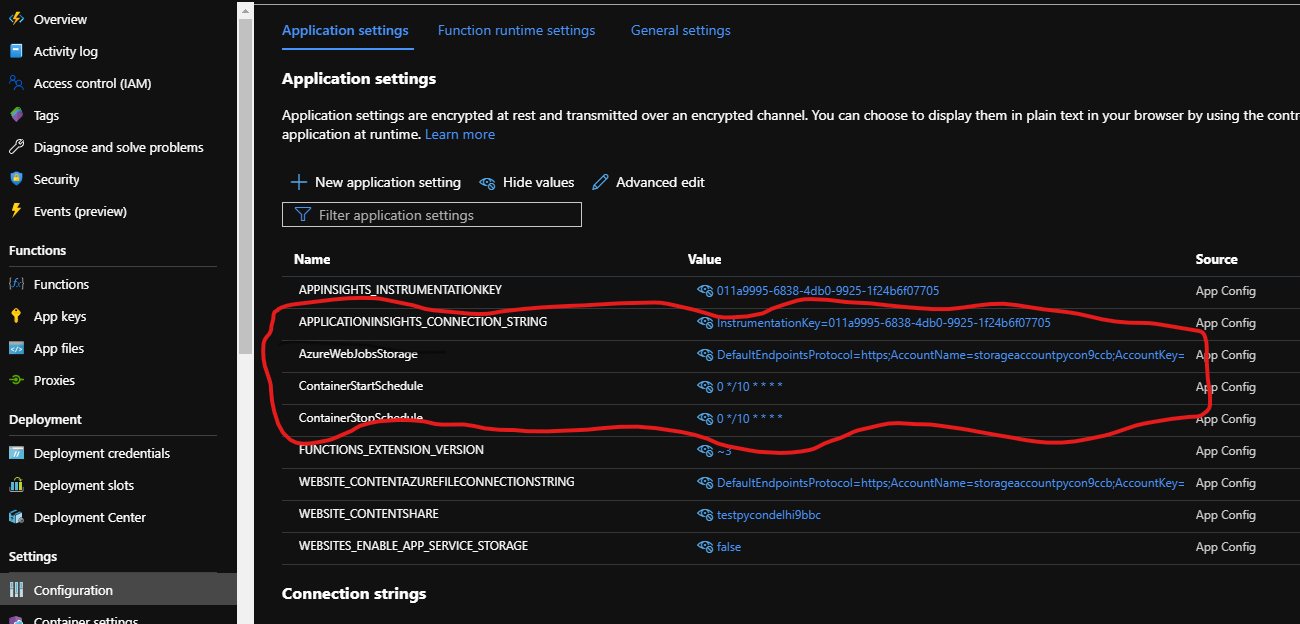 Overview
Activity log
Access control (IAM)
Tags
Diagnose and solve problems
Security
Events (preview)
Functions
Functions
App keys
App files
Proxies
Deployment
Deployment credentials
Deployment slots
Deployment Center
Settings
Configuration
Container settings
Application settings Function runtime settings General settings
Application settings
Application settings are encrypted at rest and transmitted over an encrypted channel. You can choose to display them in plain text in your browser by using the contr
application at runtime. Learn more
New application setting Hide values Advanced edit
Filter application settings
Name Value Source
APPINSIGHTS_INSTRUMENTATIONKEY 011a9995-6838-4db0-9925-1f24b6f07705 App Config
APPLICATIONINSIGHTS_CONNECTION_STRING InstrumentationKey=011a9995-6838-4db0-9925-1f24b6f07705 App Config
AzureWebJobsStorage DefaultEndpointsProtocol=https;AccountName=storageaccountpycon9ccb;AccountKey= App Config
ContainerStartSchedule 0 */10 * * * * App Config
ContainerStopSchedule 0 */10 * * * * App Config
FUNCTIONS_EXTENSION_VERSION ~3 App Config
WEBSITE_CONTENTAZUREFILECONNECTIONSTRING DefaultEndpointsProtocol=https;AccountName=storageaccountpycon9ccb;AccountKey= App Config
WEBSITE_CONTENTSHARE testpycondelhi9bbc App Config
WEBSITES_ENABLE_APP_SERVICE_STORAGE false App Config
Connection strings